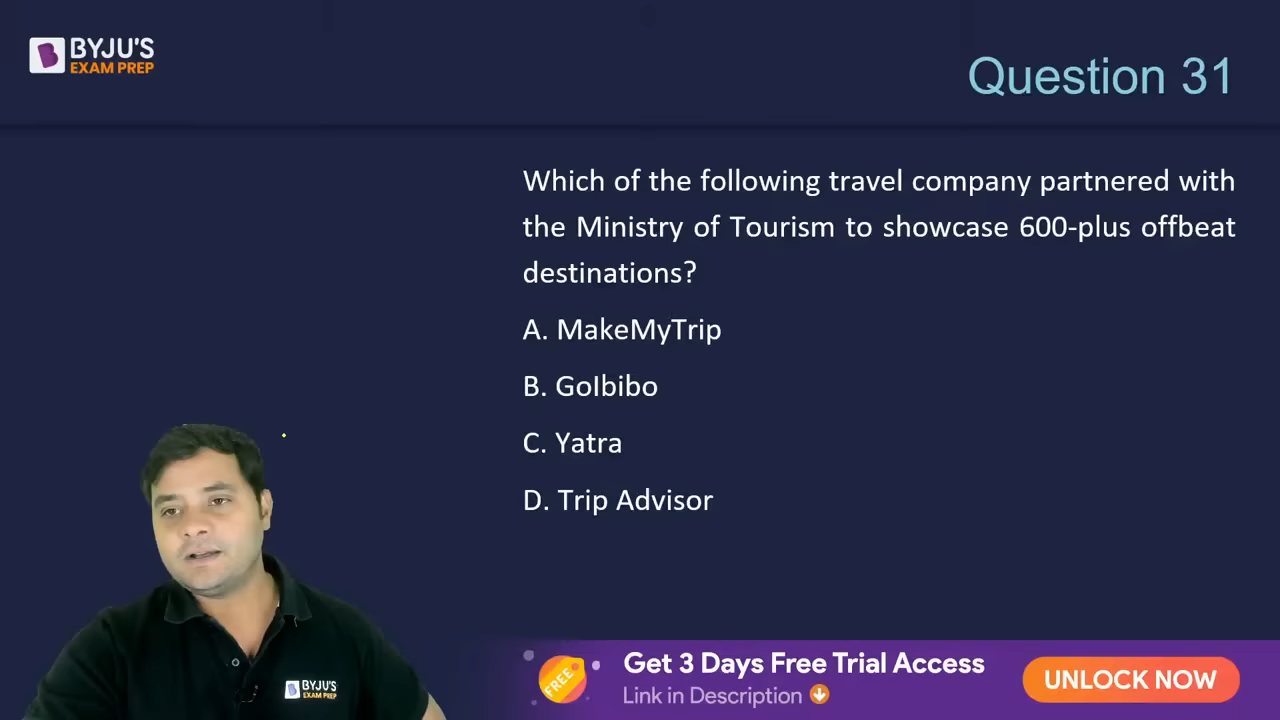 BYJU'S
EXAM PREP
Question 31
Which of the following travel company partnered with
the Ministry of Tourism to showcase 600-plus offbeat
destinations?
A. MakeMyTrip
B. GoIbibo
C. Yatra
D. Trip Advisor
BYJU'S
EXAM PREP
FREE
Get 3 Days Free Trial Access
Link in Description
UNLOCK NOW